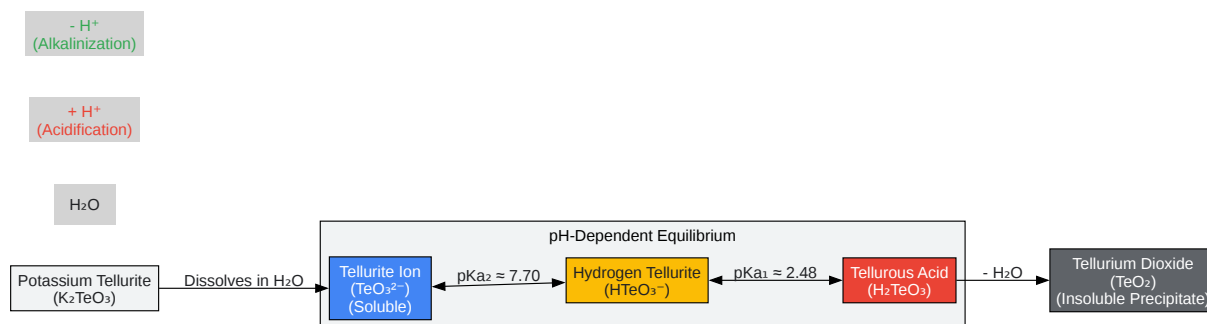 - H⁺
(Alkalinization)
+ H⁺
(Acidification)
H₂O
pH-Dependent Equilibrium
Potassium Tellurite
(K₂TeO₃)
Dissolves in H₂O
Tellurite Ion
(TeO₃²⁻)
(Soluble)
pKa₂ ≈ 7.70
Hydrogen Tellurite
(HTeO₃⁻)
pKa₁ ≈ 2.48
Tellurous Acid
(H₂TeO₃)
- H₂O
Tellurium Dioxide
(TeO₂)
(Insoluble Precipitate)